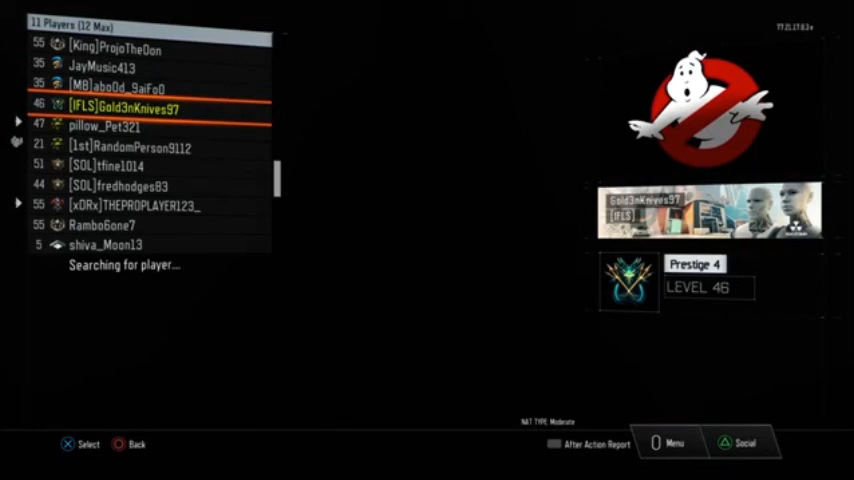 11 Players (12 Max)
55 [King]ProjoTheDon
35 JayMusic413
35 [MB]abo0d_9aiFoO
46 [IFLS]Gold3nKnives97
47 pillow_Pet321
21 [1st]RandomPerson9112
51 [SOL]tfine1014
44 [SOL]fredhodges83
55 [xDRx]THEPROPLAYER123_
55 Rambo6one7
5 shiva_Moon13
Searching for player...
Gold3nKnives97
[IFLS]
Prestige 4
LEVEL 46
NAT TYPE: Moderate
Select
Back
After Action Report
Menu
Social